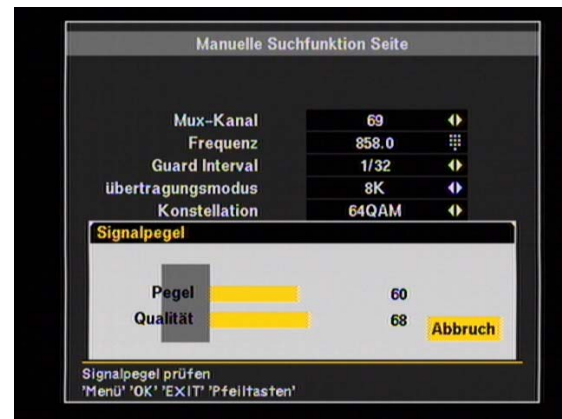 Manuelle Suchfunktion Seite
Mux-Kanal 69
Frequenz 858.0
Guard Interval 1/32
übertragungsmodus 8K
Konstellation 64QAM
Signalpegel
Pegel 60
Qualität 68
Abbruch
Signalpegel prüfen
'Menü' 'OK' 'EXIT' 'Pfeiltasten'